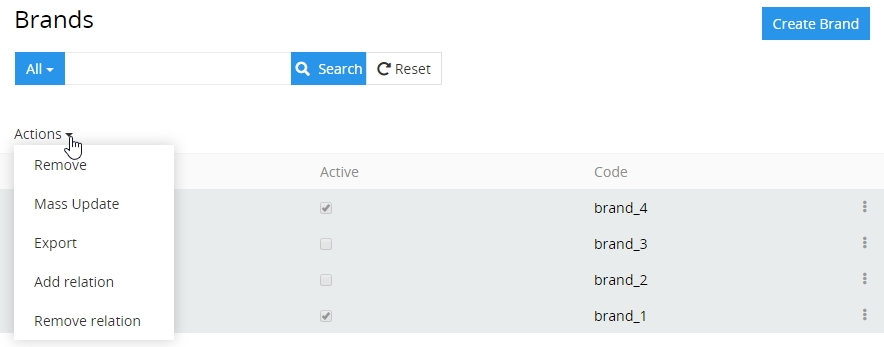 Brands
Create Brand
All
Search
Reset
Actions
Remove
Mass Update
Export
Add relation
Remove relation
Active Code
brand_4
brand_3
brand_2
brand_1